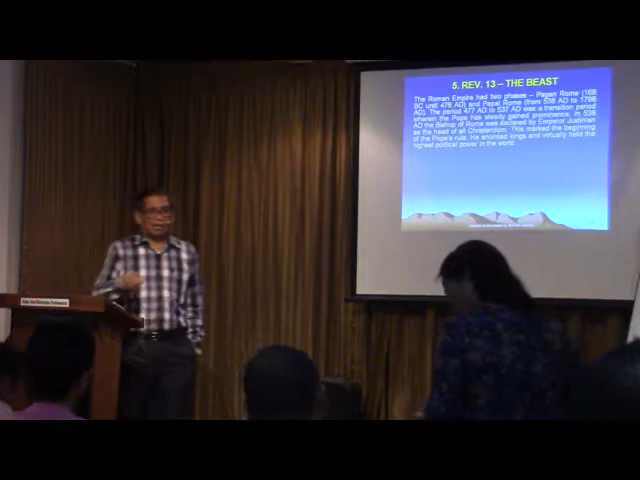 5. REV. 13 – THE BEAST
The Roman Empire had two phases – Pagan Rome (168
BC until 476 AD) and Papal Rome (from 538 AD to 1798
AD). The period 477 AD to 537 AD was a transition period
wherein the Pope has steady gained prominence. In 538
AD the Bishop of Rome was declared by Emperor Justinian
as the head of all Christendom. This marked the beginning
of the Pope's rule. He anointed kings and virtually held the
highest political power in the world.